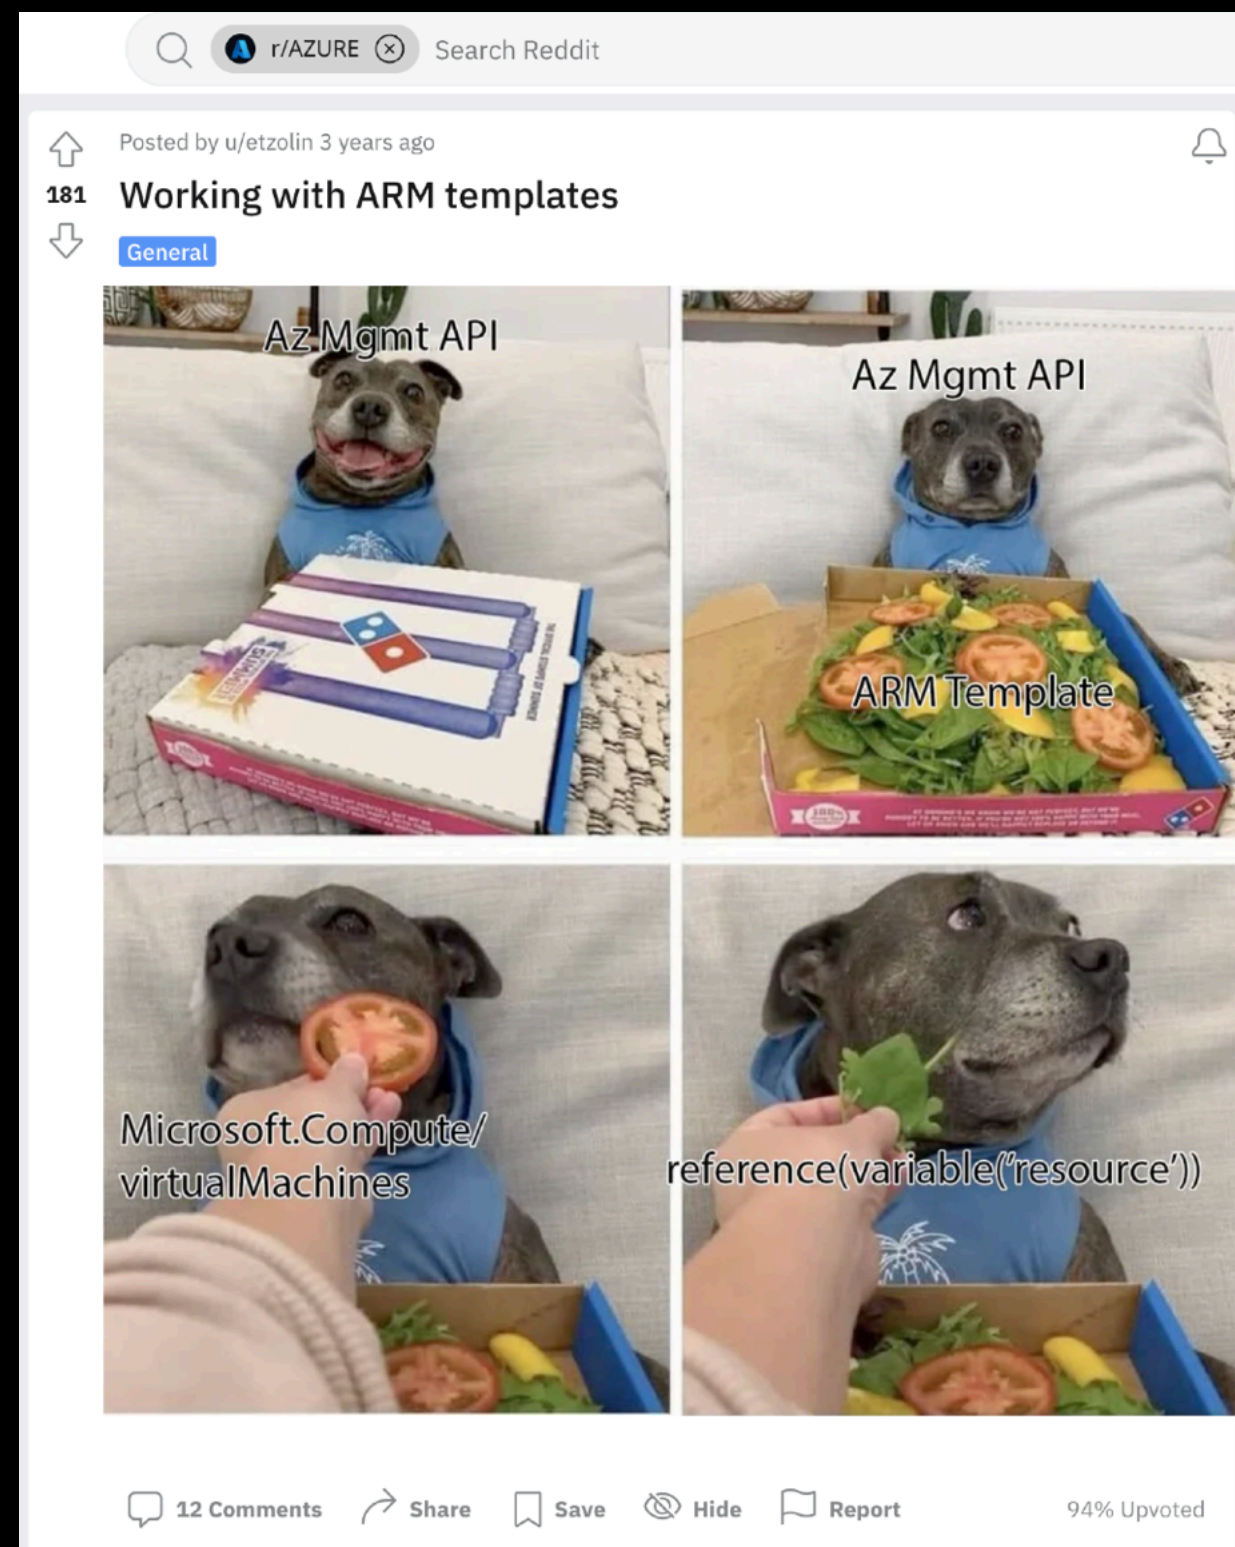 r/AZURE Search Reddit
Posted by u/etzolin 3 years ago
181
Working with ARM templates
General
Az Mgmt API
Az Mgmt API
ARM Template
100%
Microsoft.Compute/
virtualMachines
reference(variable('resource'))
12 Comments Share Save Hide Report 94% Upvoted